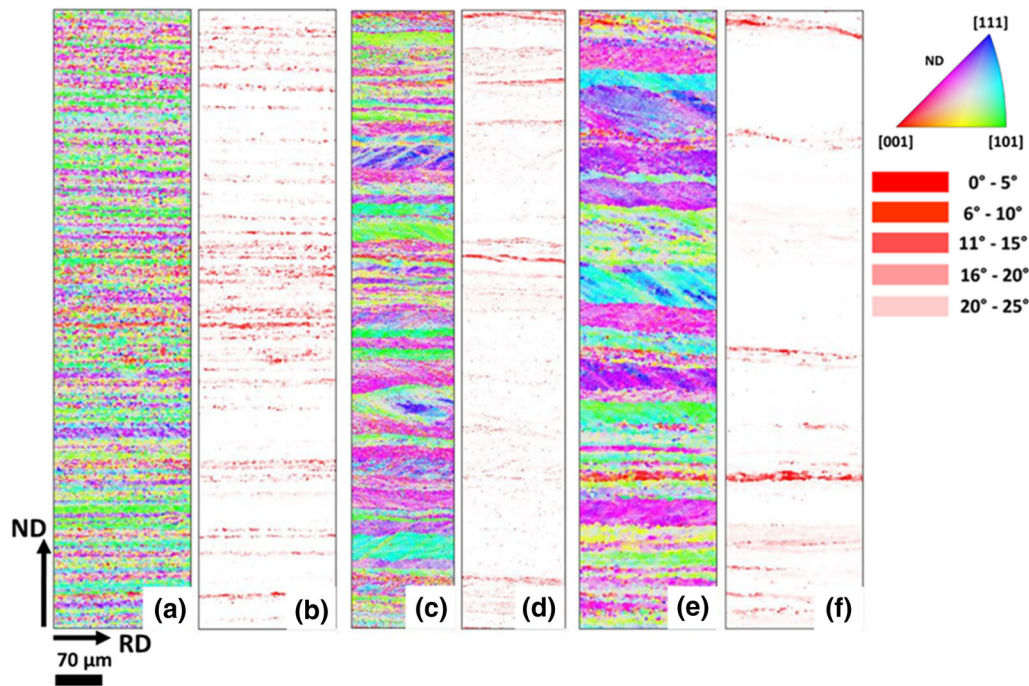 [111]
ND
[001] [101]
0° - 5°
6° - 10°
11° - 15°
16° - 20°
20° - 25°
ND
(a) (b) (c) (d) (e) (f)
RD
70 µm